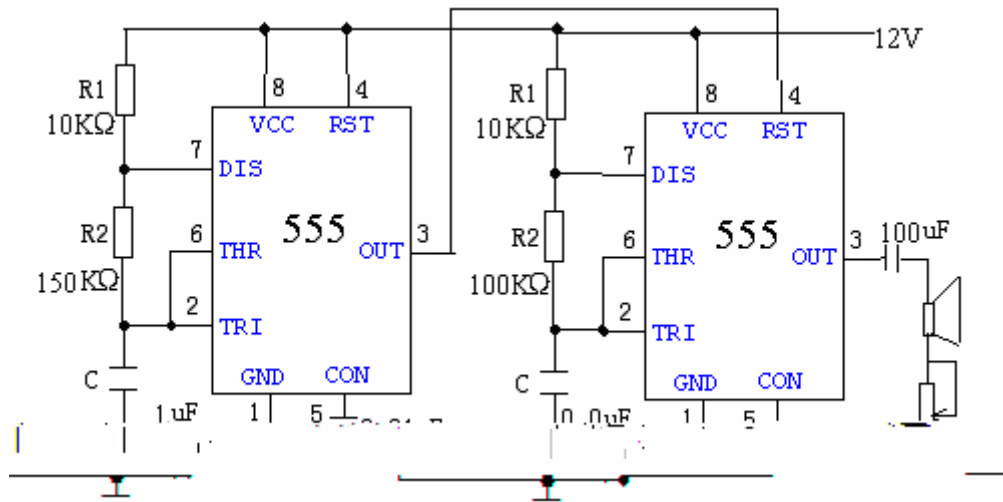 12V
R1
10KΩ
8
4
VCC
RST
7
DIS
R2
150KΩ
6
THR
555
3
OUT
2
TRI
C
GND
CON
1uF
1
5
R1
10KΩ
8
4
VCC
RST
7
DIS
R2
100KΩ
6
THR
555
3
OUT
100uF
2
TRI
C
GND
CON
1
5